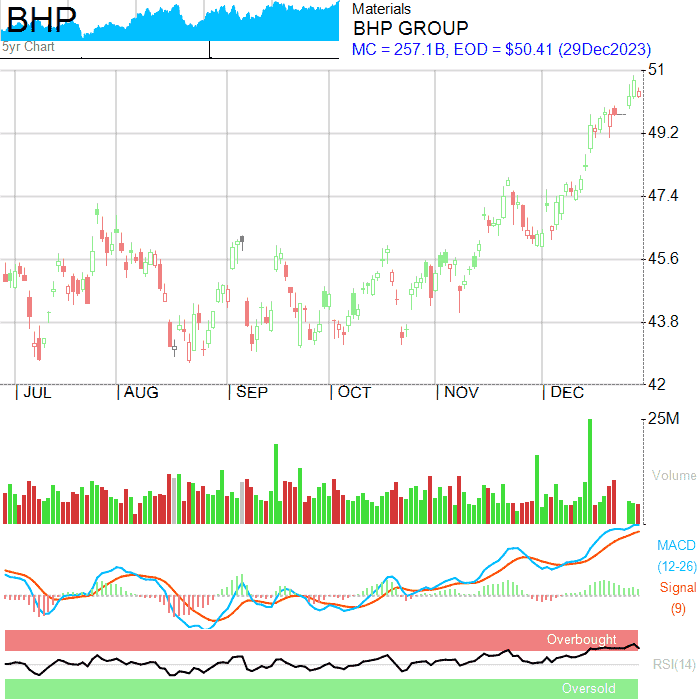 BHP
5yr Chart
Materials
BHP GROUP
MC = 257.1B, EOD = $50.41 (29Dec2023)
51
49.2
47.4
45.6
43.8
42
JUL AUG SEP OCT NOV DEC
25M
Volume
MACD
(12-26)
Signal
(9)
Overbought
RSI(14)
Oversold